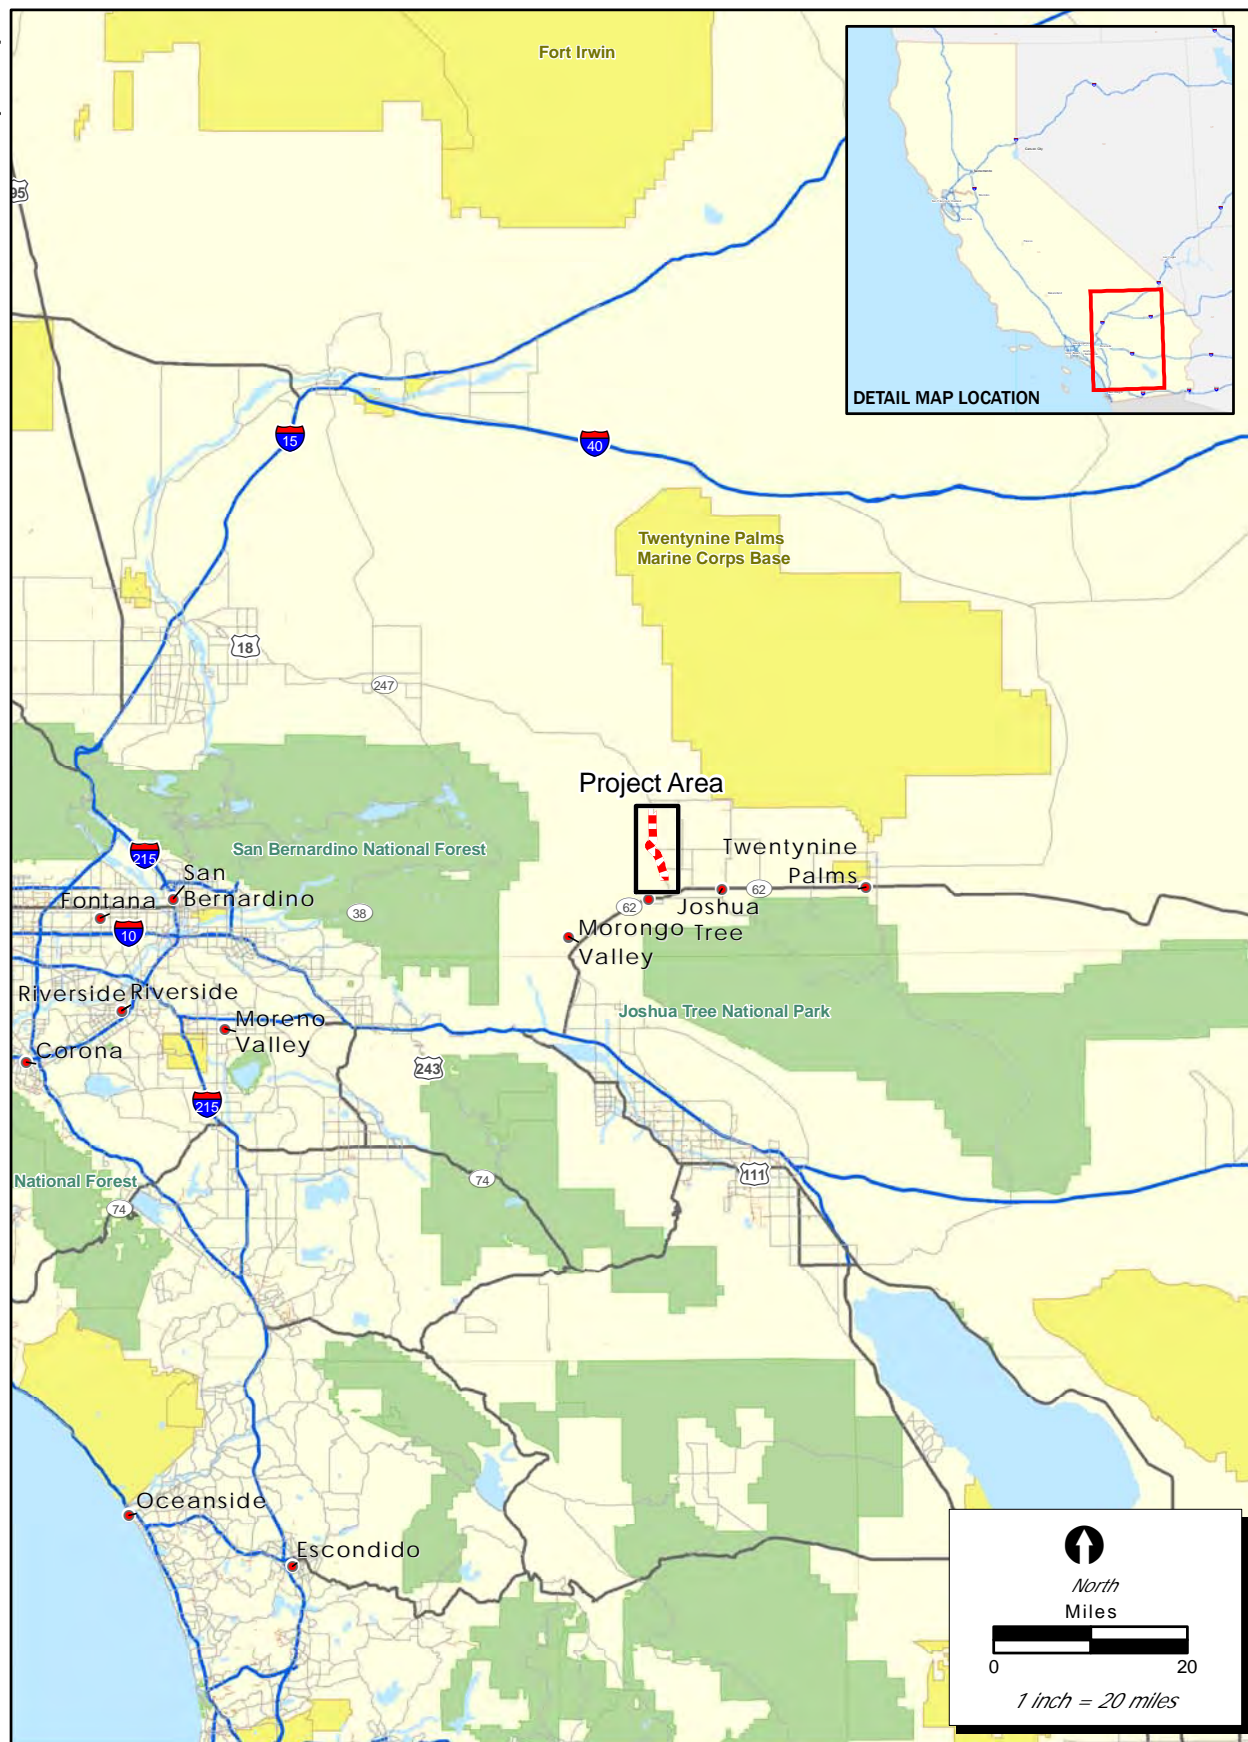 Fort Irwin
95
DETAIL MAP LOCATION
15
40
Twentynine Palms
Marine Corps Base
18
247
Project Area
215
San Bernardino National Forest
San
Bernardino
Fontana
10
38
Twentynine
Palms
62
62
Joshua
Tree
Morongo
Valley
Riverside
Riverside
Joshua Tree National Park
Moreno
Valley
Corona
243
215
National Forest
74
74
111
Oceanside
Escondido
North
Miles
0
20
1 inch = 20 miles